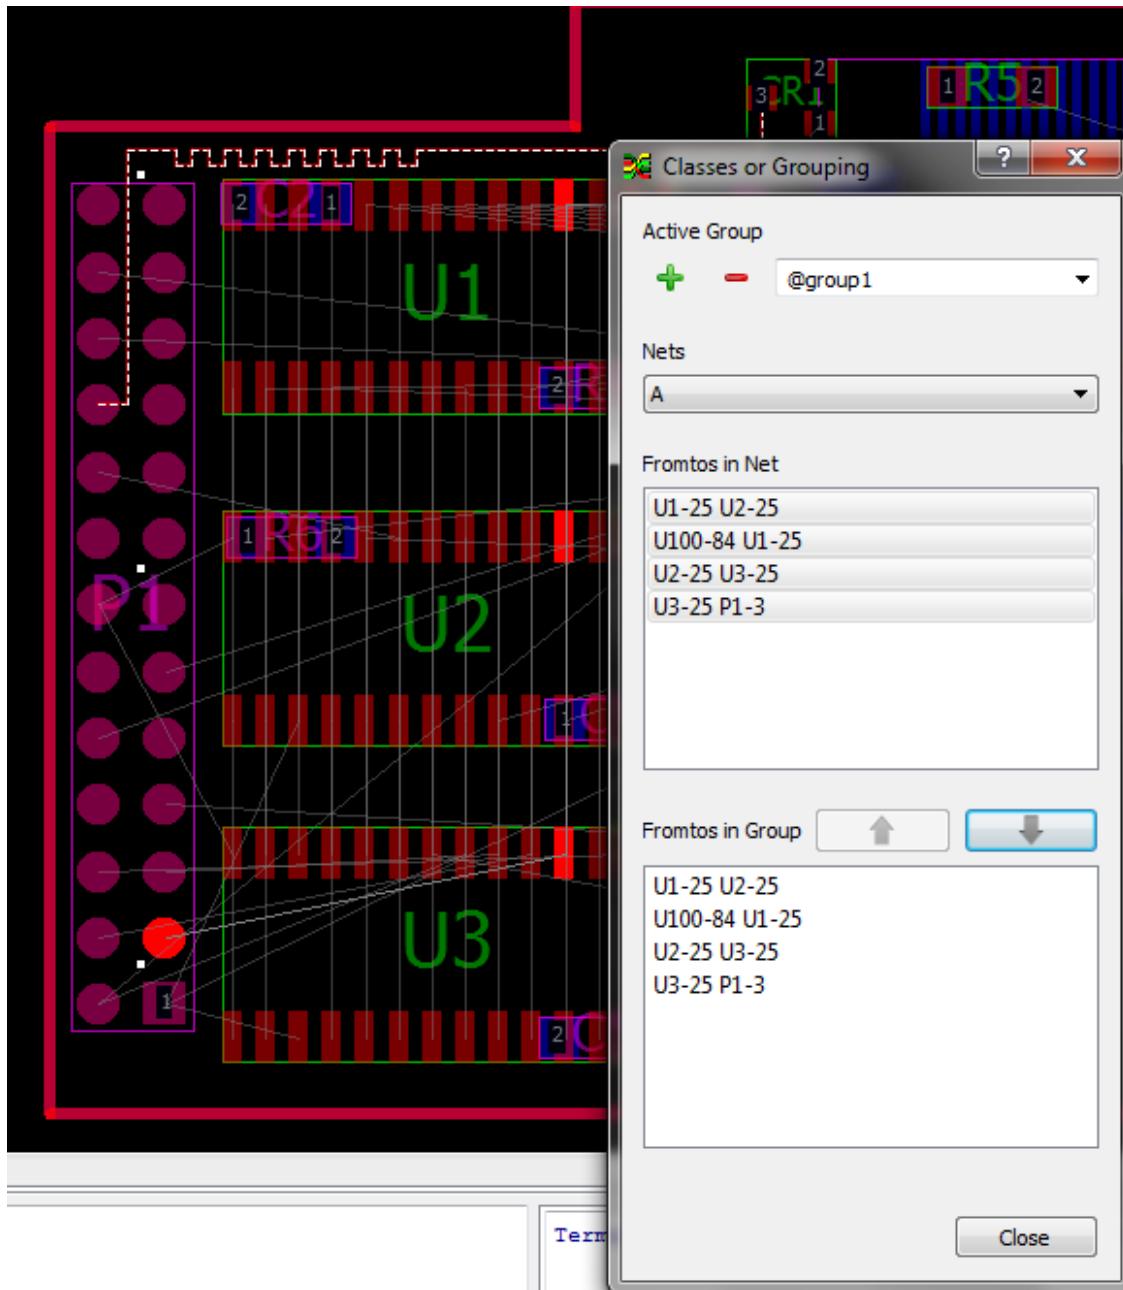 2
3 CR1
1
1 R5 2
Classes or Grouping
?
X
Active Group
@group1
Nets
A
Fromtos in Net
U1-25 U2-25
U100-84 U1-25
U2-25 U3-25
U3-25 P1-3
Fromtos in Group
U1-25 U2-25
U100-84 U1-25
U2-25 U3-25
U3-25 P1-3
Close
2 C2 1
U1
2 R
1 R6 2
P1
U2
1 C
U3
1
2 C
Term